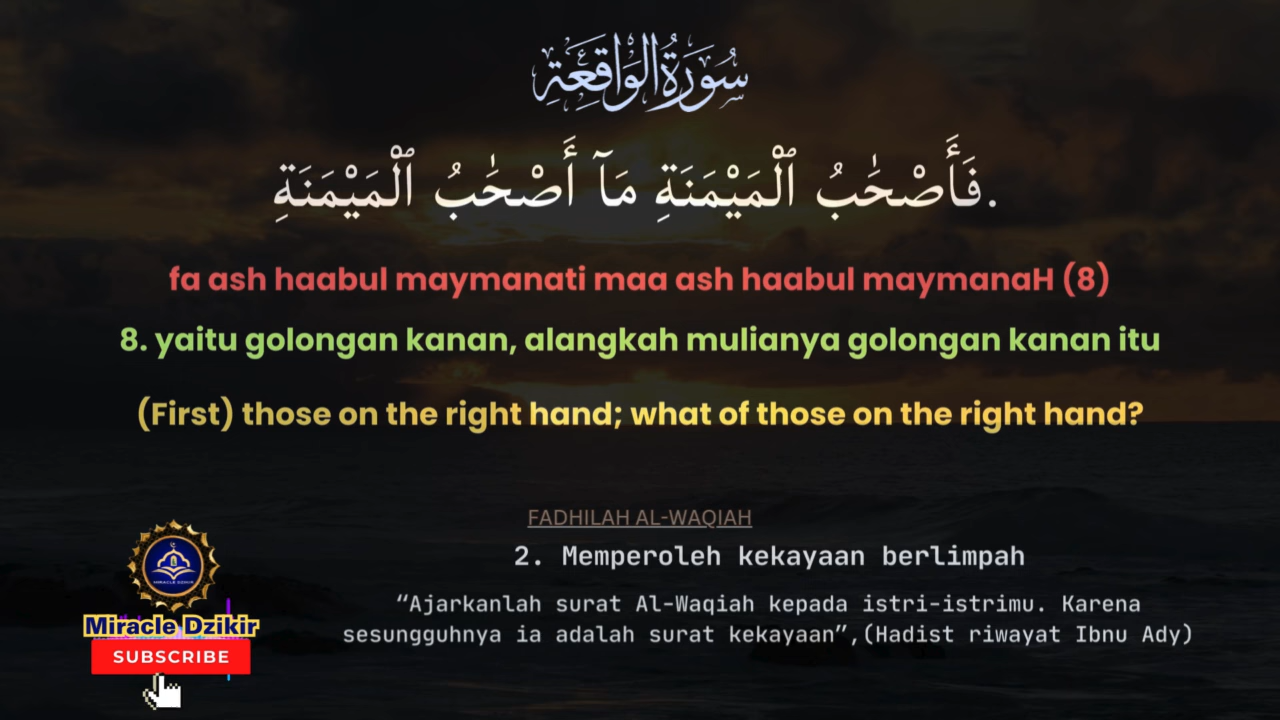 سُورَةُ الْوَاقِعَةِ
فَأَصْحَٰبُ ٱلْمَيْمَنَةِ مَآ أَصْحَٰبُ ٱلْمَيْمَنَةِ.
fa ash haabul maymanati maa ash haabul maymanaH (8)
8. yaitu golongan kanan, alangkah mulianya golongan kanan itu
(First) those on the right hand; what of those on the right hand?
FADHILAH AL-WAQIAH
2. Memperoleh kekayaan berlimpah
“Ajarkanlah surat Al-Waqiah kepada istri-istrimu. Karena
sesungguhnya ia adalah surat kekayaan”,(Hadist riwayat Ibnu Ady)
MIRACLE DZIKIR
Miracle Dzikir
SUBSCRIBE